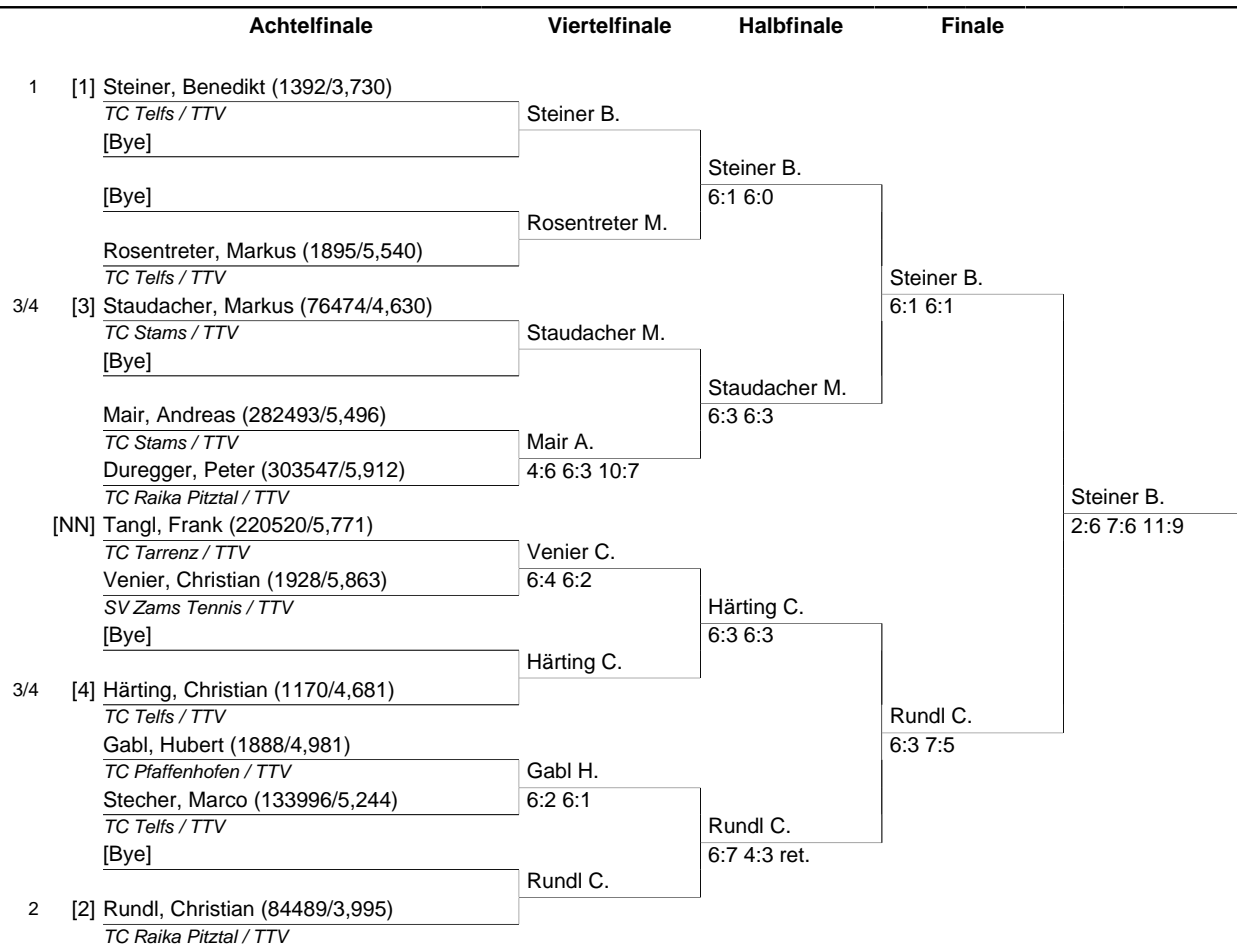 Achtelfinale Viertelfinale Halbfinale Finale
1 [1] Steiner, Benedikt (1392/3,730)
TC Telfs / TTV Steiner B.
[Bye]
Steiner B.
[Bye] 6:1 6:0
Rosentreter M.
Rosentreter, Markus (1895/5,540)
TC Telfs / TTV Steiner B.
3/4 [3] Staudacher, Markus (76474/4,630) 6:1 6:1
TC Stams / TTV Staudacher M.
[Bye]
Staudacher M.
Mair, Andreas (282493/5,496) 6:3 6:3
TC Stams / TTV Mair A.
Duregger, Peter (303547/5,912) 4:6 6:3 10:7
TC Raika Pitztal / TTV Steiner B.
[NN] Tangl, Frank (220520/5,771) 2:6 7:6 11:9
TC Tarrenz / TTV Venier C.
Venier, Christian (1928/5,863) 6:4 6:2
SV Zams Tennis / TTV Härting C.
[Bye] 6:3 6:3
Härting C.
3/4 [4] Härting, Christian (1170/4,681)
TC Telfs / TTV Rundl C.
Gabl, Hubert (1888/4,981) 6:3 7:5
TC Pfaffenhofen / TTV Gabl H.
Stecher, Marco (133996/5,244) 6:2 6:1
TC Telfs / TTV Rundl C.
[Bye] 6:7 4:3 ret.
Rundl C.
2 [2] Rundl, Christian (84489/3,995)
TC Raika Pitztal / TTV